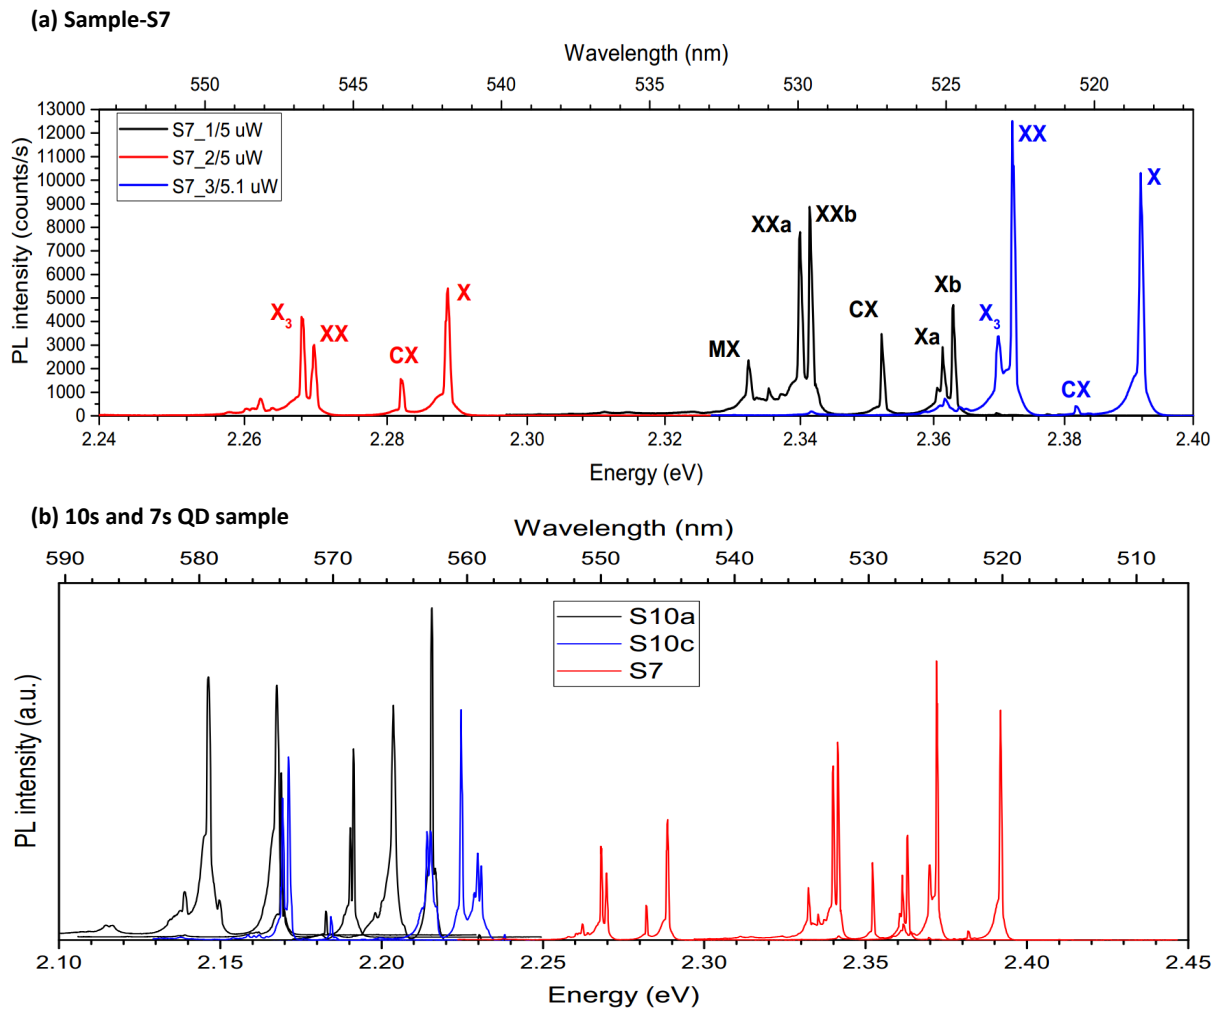 (a) Sample-S7
Wavelength (nm)
550 545 540 535 530 525 520
13000
12000
11000
10000
9000
8000
7000
6000
5000
4000
3000
2000
1000
0
PL intensity (counts/s)
S7_1/5 uW
S7_2/5 uW
S7_3/5.1 uW
X3
XX
CX
X
MX
XXa
XXb
CX
Xa
Xb
X3
XX
CX
X
2.24 2.26 2.28 2.30 2.32 2.34 2.36 2.38 2.40
Energy (eV)
(b) 10s and 7s QD sample
Wavelength (nm)
590 580 570 560 550 540 530 520 510
PL intensity (a.u.)
S10a
S10c
S7
2.10 2.15 2.20 2.25 2.30 2.35 2.40 2.45
Energy (eV)